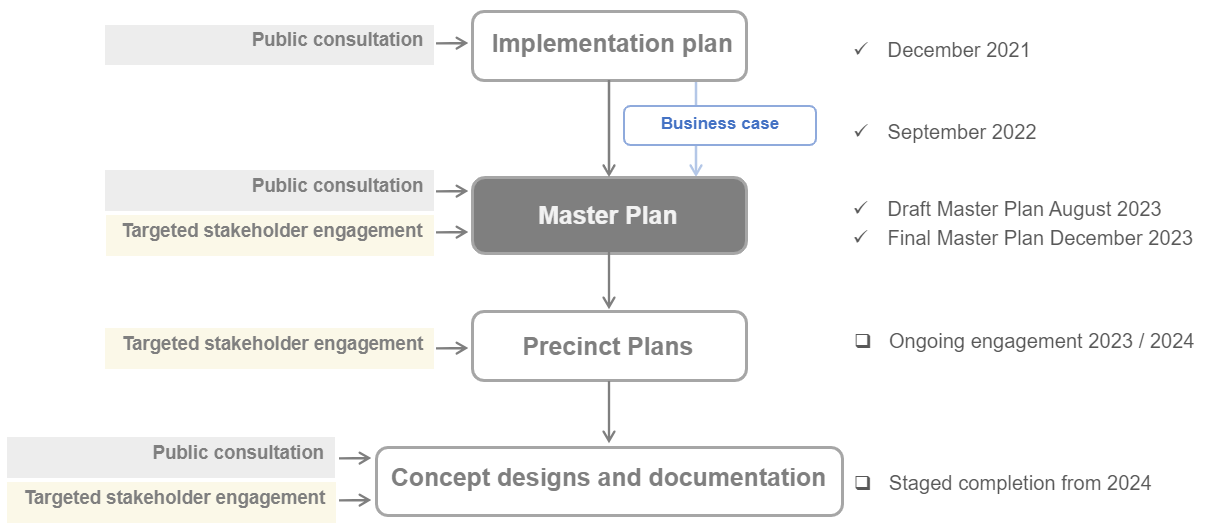 Public consultation
Implementation plan
December 2021
Business case
September 2022
Public consultation
Targeted stakeholder engagement
Master Plan
Draft Master Plan August 2023
Final Master Plan December 2023
Targeted stakeholder engagement
Precinct Plans
Ongoing engagement 2023 / 2024
Public consultation
Targeted stakeholder engagement
Concept designs and documentation
Staged completion from 2024